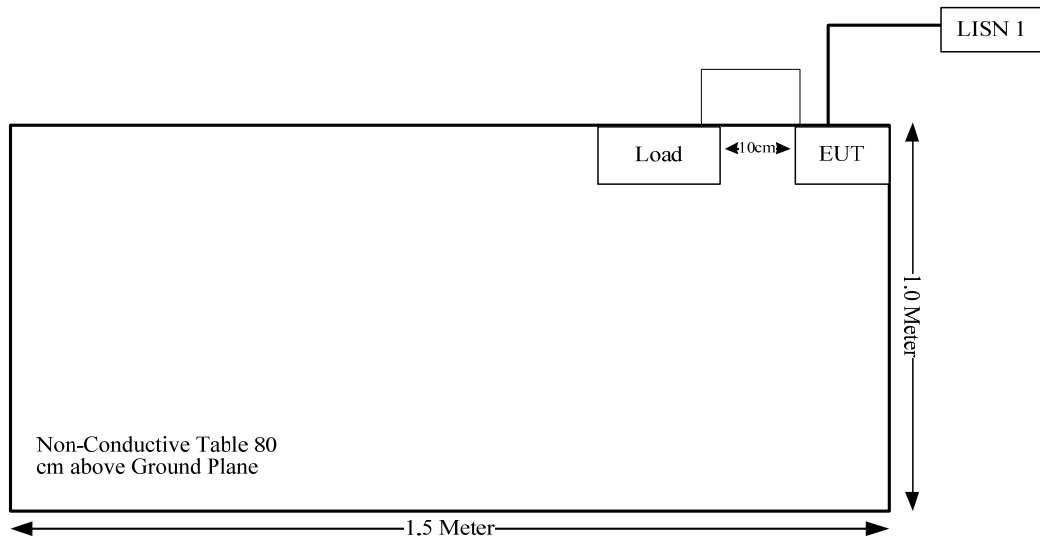 LISN 1
Load
10cm
EUT
1.0 Meter
Non-Conductive Table 80
cm above Ground Plane
1.5 Meter